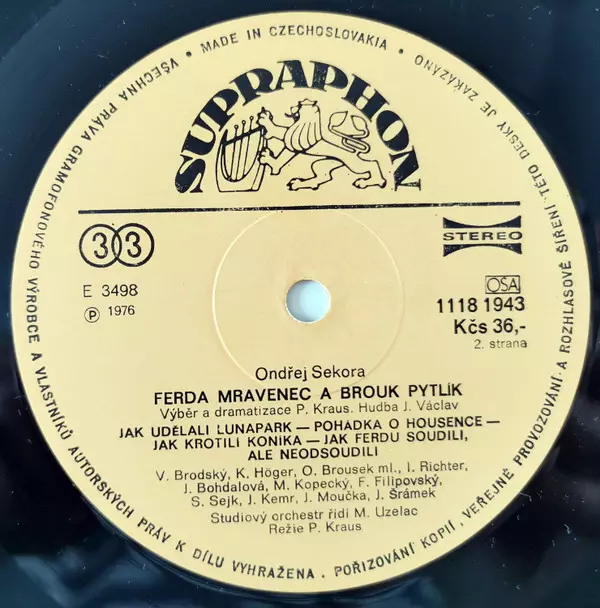 VŠECHNA PRÁVA GRAMOFONOVÉHO VÝROBCE A VLASTNÍKŮ AUTORSKÝCH PRÁV K DÍLU VYHRAŽENA. POŘIZOVÁNÍ KOPIÍ, VEŘEJNÉ PROVOZOVÁNÍ A ROZHLASOVÉ ŠÍŘENÍ TÉTO DESKY JE ZAKÁZÁNO • MADE IN CZECHOSLOVAKIA •
SUPRAPHON
33
STEREO
E 3498
Ⓟ 1976
OSA
1118 1943
Kčs 36,-
2. strana
Ondřej Sekora
FERDA MRAVENEC A BROUK PYTLÍK
Výběr a dramatizace P. Kraus. Hudba J. Václav
JAK UDĚLALI LUNAPARK — POHÁDKA O HOUSENCE —
JAK KROTILI KONÍKA — JAK FERDU SOUDILI,
ALE NEODSOUDILI
V. Brodský, K. Höger, O. Brousek ml., I. Richter,
J. Bohdalová, M. Kopecký, F. Filipovský,
S. Sejk, J. Kemr, J. Moučka, J. Šrámek
Studiový orchestr řídí M. Uzelac
Režie P. Kraus